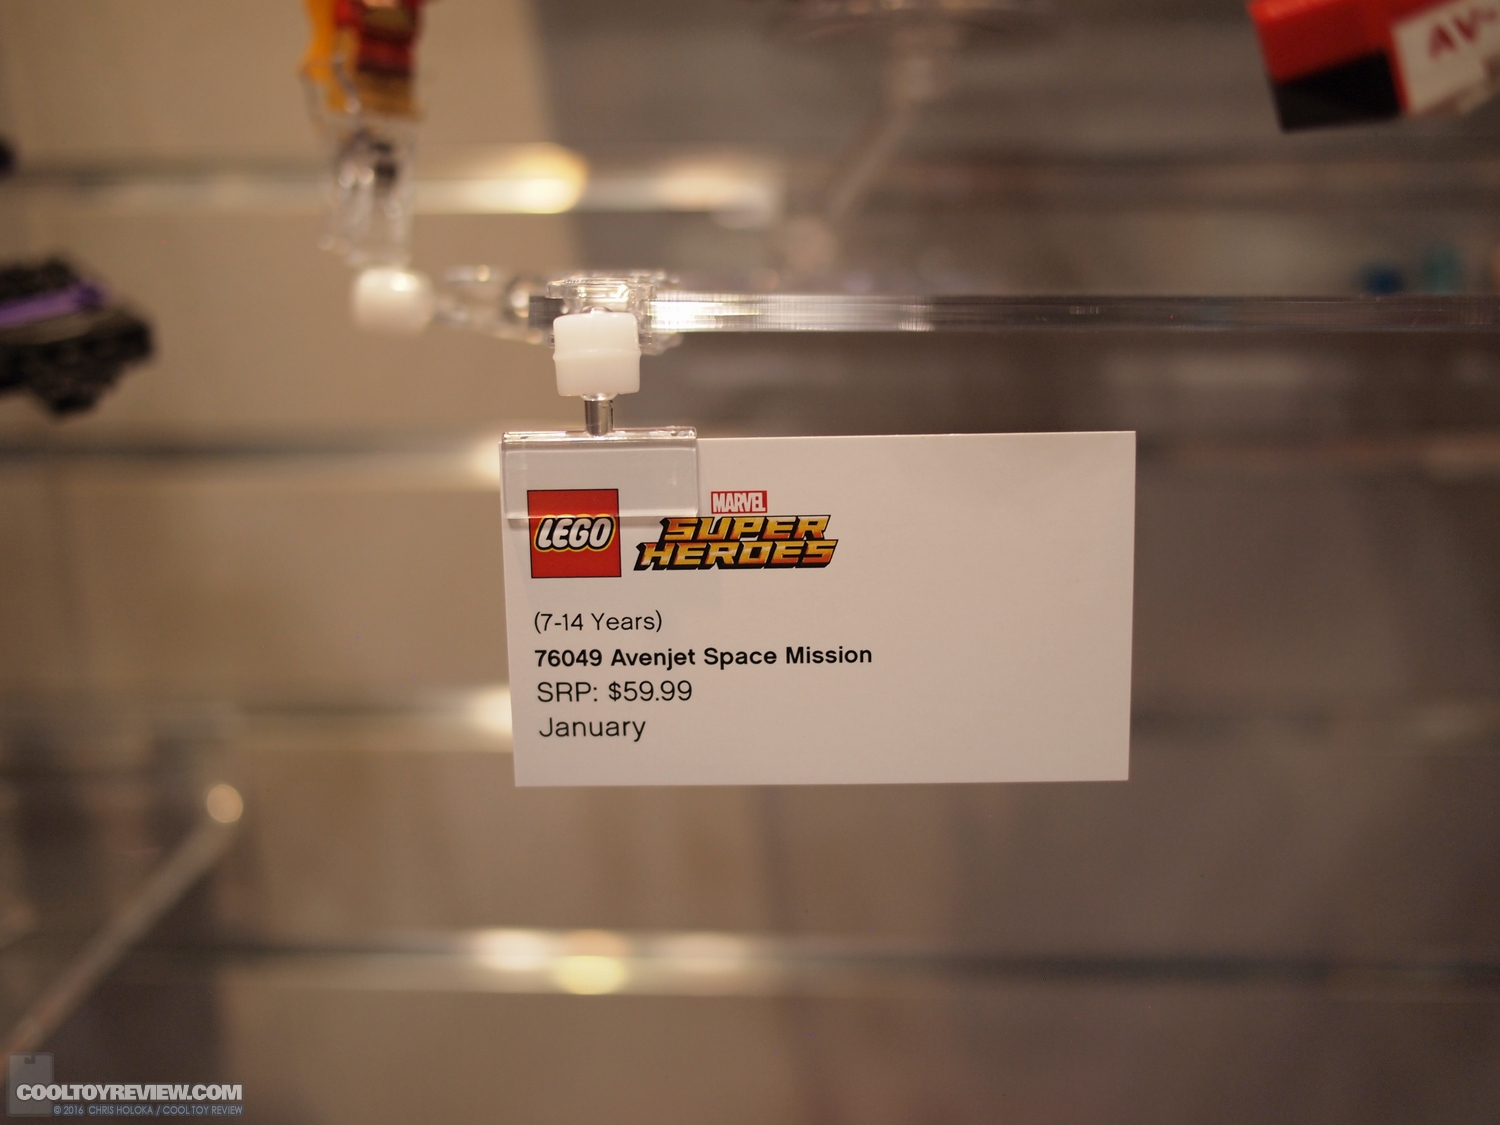 AV
LEGO
MARVEL
SUPER
HEROES
(7-14 Years)
76049 Avenjet Space Mission
SRP: $59.99
January
COOLTOYREVIEW.COM
© 2016 CHRIS HOLOKA / COOL TOY REVIEW